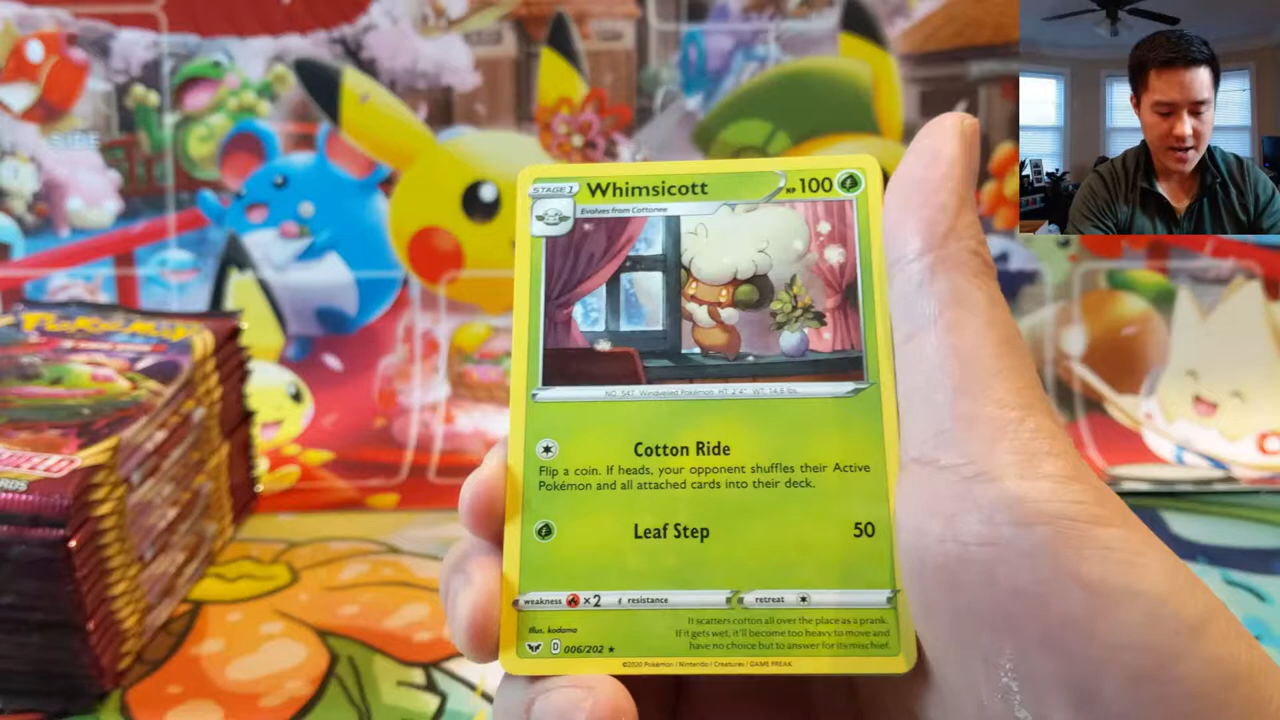 STAGE 1 Whimsicott HP 100
Evolves from Cottonee
NO. 547 Windveiled Pokémon HT: 2'4" WT: 14.6 lbs.
Cotton Ride
Flip a coin. If heads, your opponent shuffles their Active
Pokémon and all attached cards into their deck.
Leaf Step 50
weakness ×2 resistance retreat
It scatters cotton all over the place as a prank.
If it gets wet, it'll become too heavy to move and
have no choice but to answer for its mischief.
Illus. kodama
D 006/202 ★
©2020 Pokémon / Nintendo / Creatures / GAME FREAK
POKÉMON